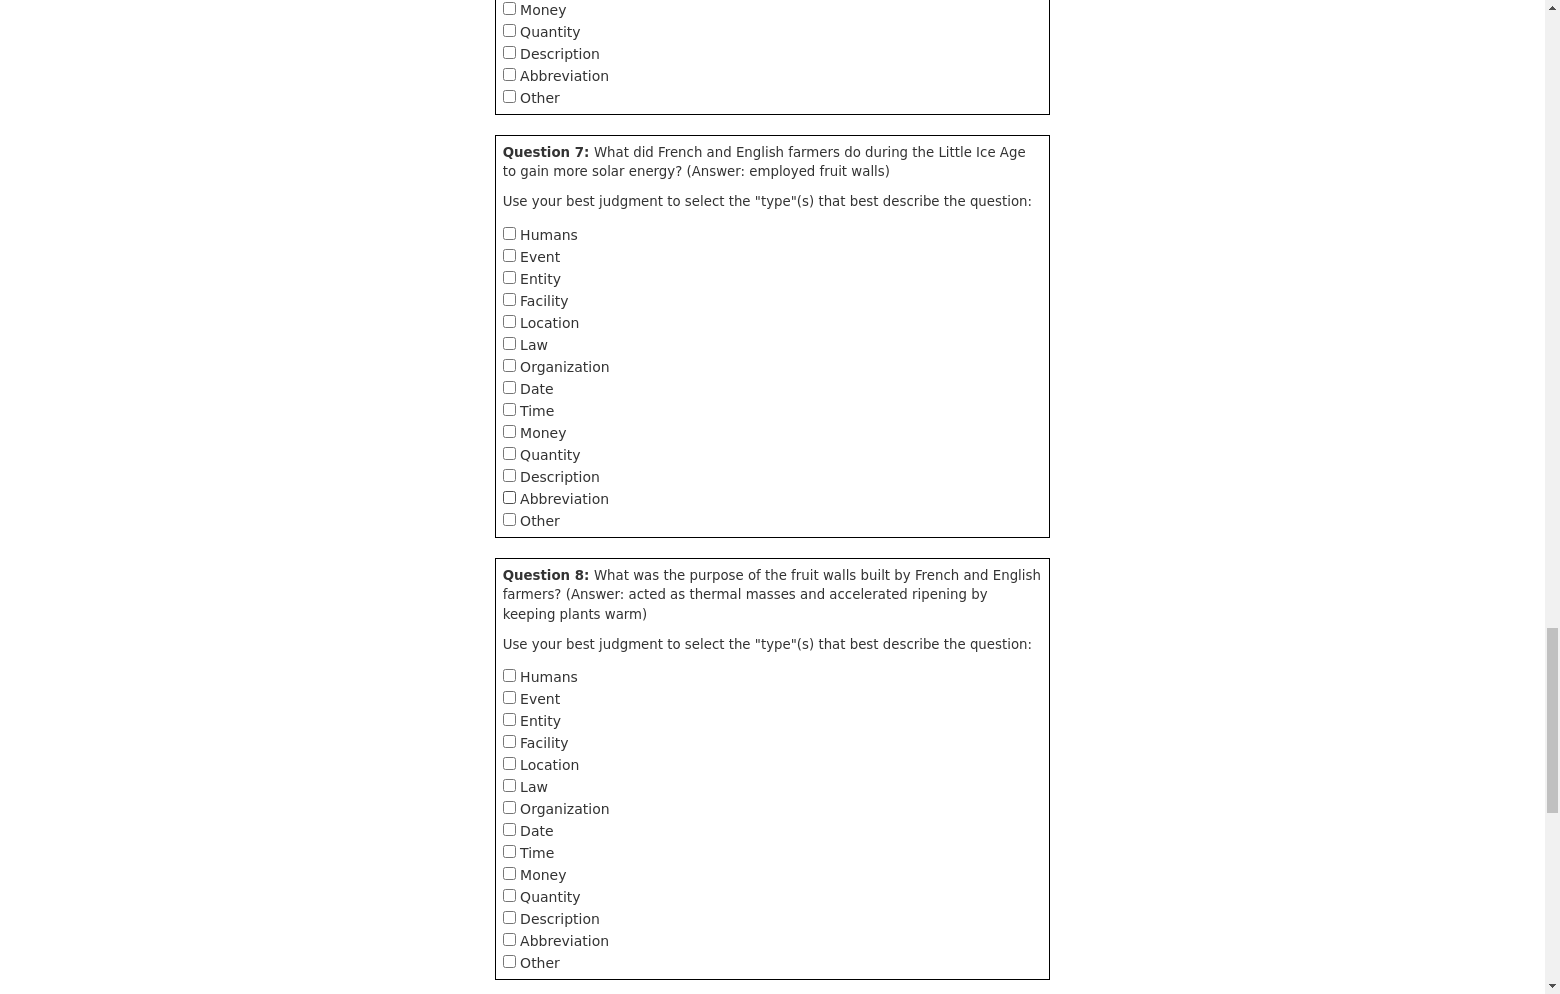 Money
Quantity
Description
Abbreviation
Other
Question 7: What did French and English farmers do during the Little Ice Age
to gain more solar energy? (Answer: employed fruit walls)
Use your best judgment to select the "type"(s) that best describe the question:
Humans
Event
Entity
Facility
Location
Law
Organization
Date
Time
Money
Quantity
Description
Abbreviation
Other
Question 8: What was the purpose of the fruit walls built by French and English
farmers? (Answer: acted as thermal masses and accelerated ripening by
keeping plants warm)
Use your best judgment to select the "type"(s) that best describe the question:
Humans
Event
Entity
Facility
Location
Law
Organization
Date
Time
Money
Quantity
Description
Abbreviation
Other